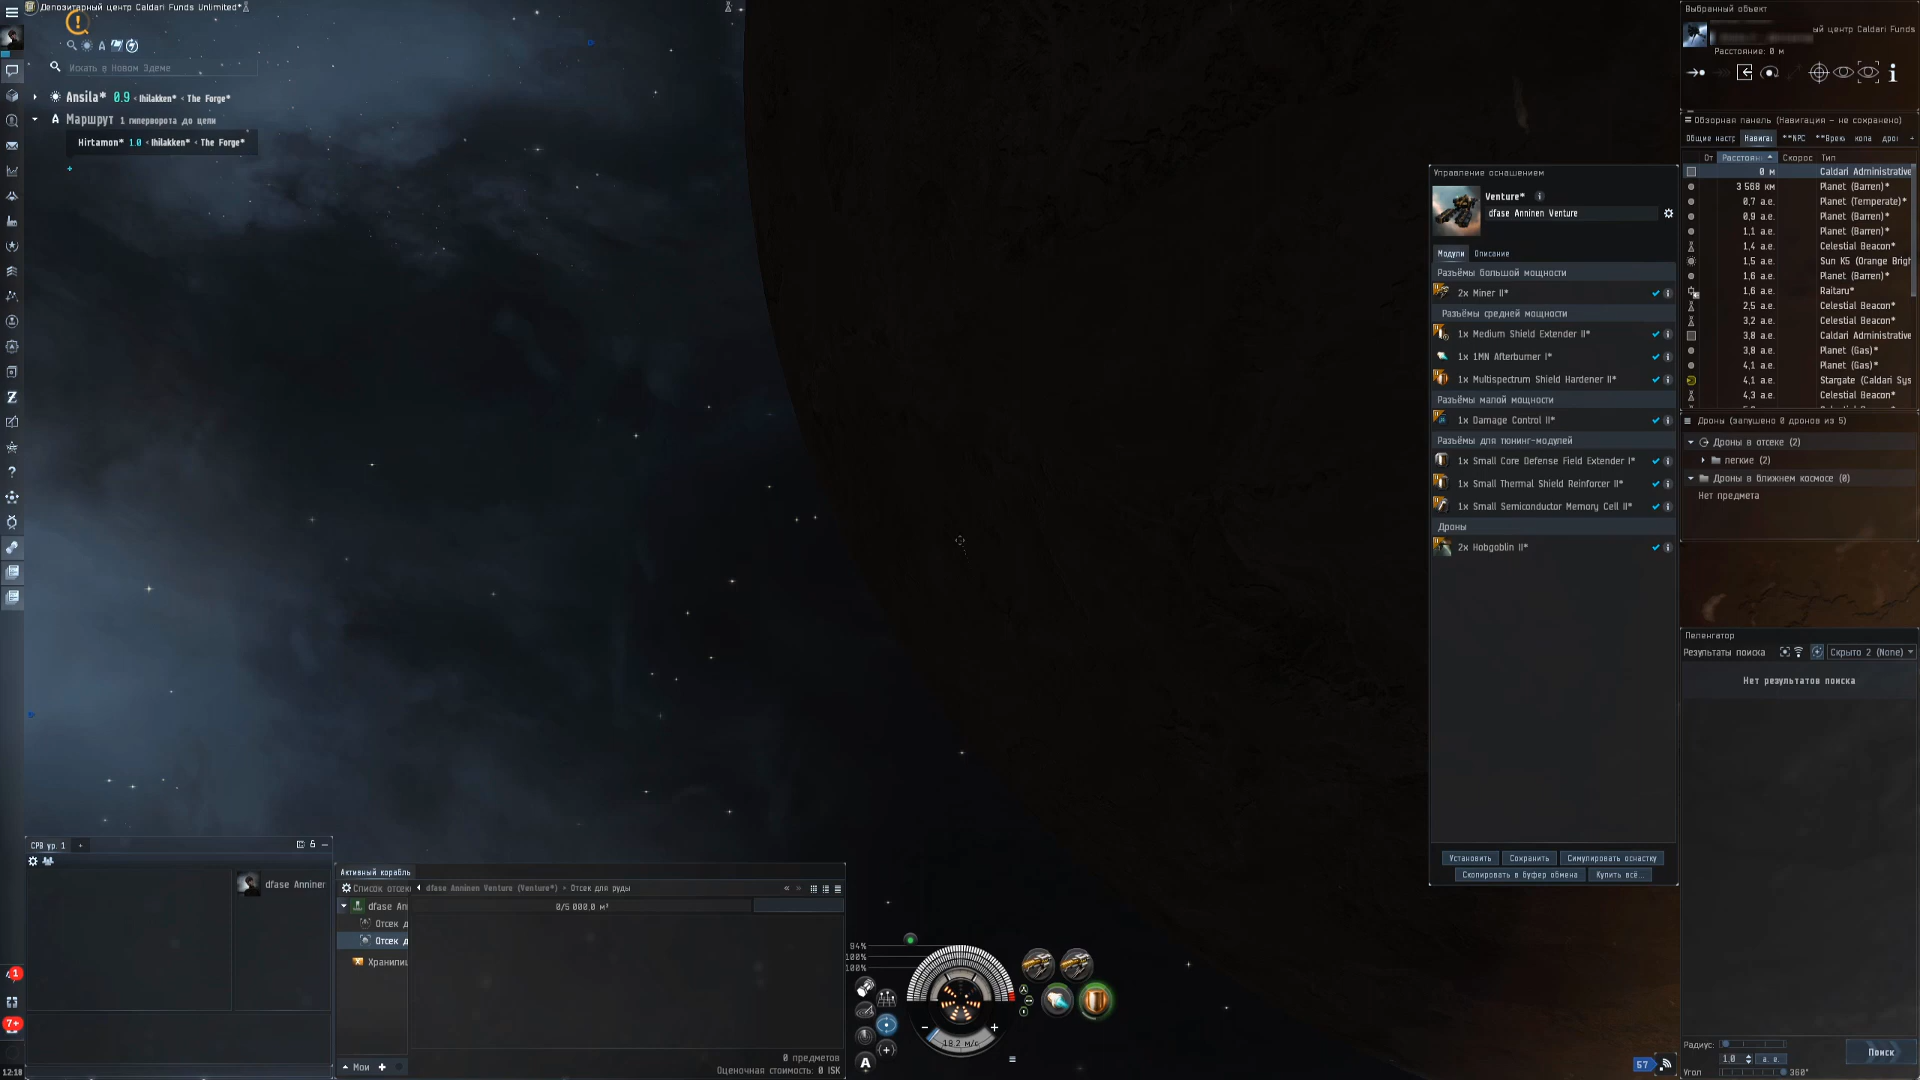 Депозитарный центр Caldari Funds Unlimited*
Искать в Новом Эдеме
Ansila* 0.9 < Ihilakken* < The Forge*
Маршрут 1 гиперворота до цели
Hirtamon* 1.0 < Ihilakken* < The Forge*
Выбранный объект
ый центр Caldari Funds
Расстояние: 0 м
Обзорная панель (Навигация - не сохранено)
Общие настр Навига: **NPC **Вреж копа дро:
От Расстоян Скорос Тип
0 м Caldari Administrative
3 568 км Planet (Barren)*
0,7 а.е. Planet (Temperate)*
0,9 а.е. Planet (Barren)*
1,1 а.е. Planet (Barren)*
1,4 а.е. Celestial Beacon*
1,5 а.е. Sun K5 (Orange Brigh
1,6 а.е. Planet (Barren)*
1,6 а.е. Raitaru*
2,5 а.е. Celestial Beacon*
3,2 а.е. Celestial Beacon*
3,8 а.е. Caldari Administrative
3,8 а.е. Planet (Gas)*
4,1 а.е. Planet (Gas)*
4,1 а.е. Stargate (Caldari Sys
4,3 а.е. Celestial Beacon*
Дроны (запущено 0 дронов из 5)
Дроны в отсеке (2)
легкие (2)
Дроны в ближнем космосе (0)
Нет предмета
Пеленгатор
Результаты поиска Скрыто 2 (None)
Нет результатов поиска
Радиус:
1.0 а. е.
Угол 360°
Поиск
Управление оснащением
Venture*
dfase Anninen Venture
Модули Описание
Разъёмы большой мощности
2x Miner II*
Разъёмы средней мощности
1x Medium Shield Extender II*
1x 1MN Afterburner I*
1x Multispectrum Shield Hardener II*
Разъёмы малой мощности
1x Damage Control II*
Разъёмы для тюнинг-модулей
1x Small Core Defense Field Extender I*
1x Small Thermal Shield Reinforcer II*
1x Small Semiconductor Memory Cell II*
Дроны
2x Hobgoblin II*
Установить Сохранить Симулировать оснастку
Скопировать в буфер обмена Купить всё...
СРВ ур. 1
dfase Anninen
Активный корабль
Список отсеко
dfase Anninen Venture (Venture*) • Отсек для руды
dfase An
0/5 000.0 м³
Отсек д
Отсек д
Хранилищ
Мои
0 предметов
Оценочная стоимость: 0 ISK
94%
100%
100%
18.2 м/с
A
57
1
7+
12:18